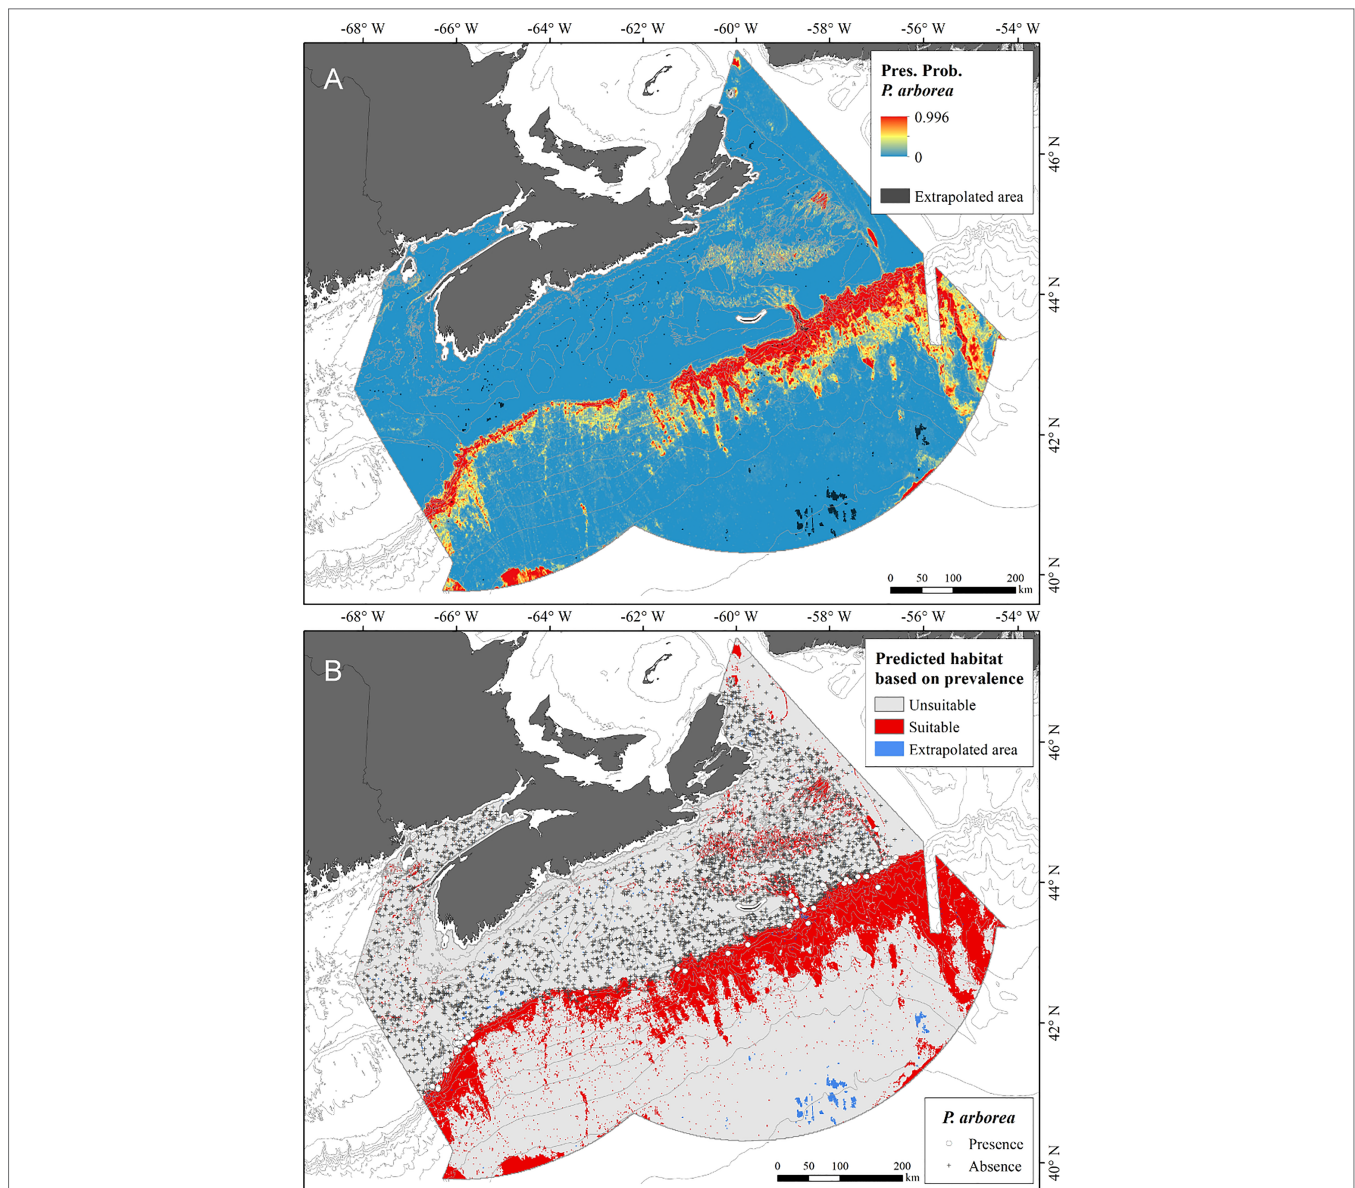 -68° W -66° W -64° W -62° W -60° W -58° W -56° W -54° W
A
Pres. Prob.
P. arborea
0.996
0
Extrapolated area
46° N
44° N
42° N
40° N
0 50 100 200
km
-68° W -66° W -64° W -62° W -60° W -58° W -56° W -54° W
B
Predicted habitat
based on prevalence
Unsuitable
Suitable
Extrapolated area
46° N
44° N
42° N
40° N
P. arborea
Presence
Absence
0 50 100 200
km